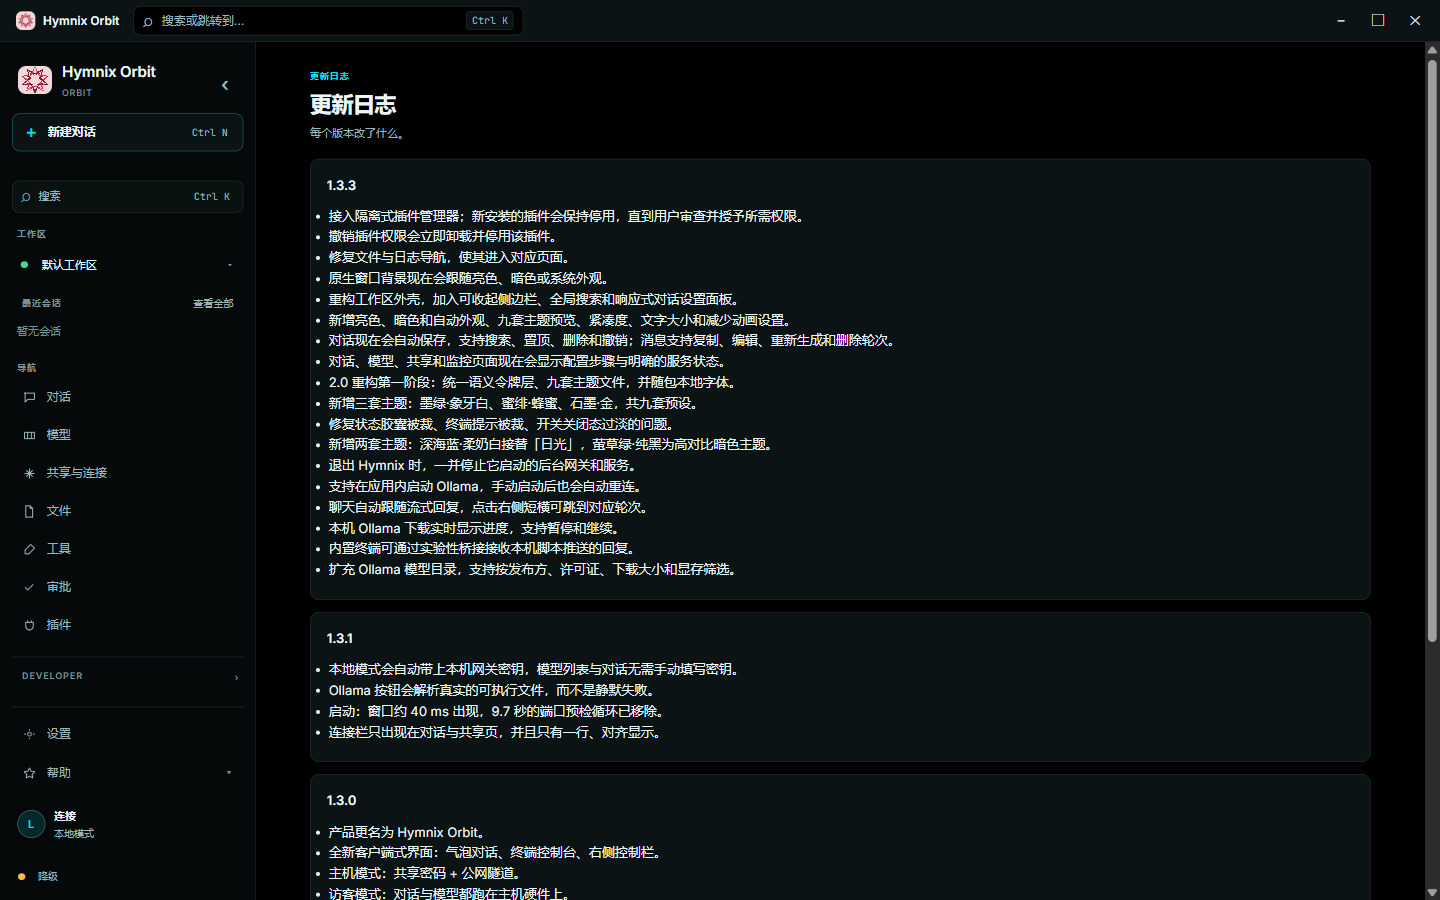 Hymnix Orbit
搜索或跳转到...
Ctrl K
Hymnix Orbit
ORBIT
新建对话
Ctrl N
搜索
Ctrl K
工作区
默认工作区
最近会话
查看全部
暂无会话
导航
对话
模型
共享与连接
文件
工具
审批
插件
DEVELOPER
设置
帮助
L
连接
本地模式
降级
更新日志
更新日志
每个版本改了什么。
1.3.3
接入隔离式插件管理器；新安装的插件会保持停用，直到用户审查并授予所需权限。
撤销插件权限会立即卸载并停用该插件。
修复文件与日志导航，使其进入对应页面。
原生窗口背景现在会跟随亮色、暗色或系统外观。
重构工作区外壳，加入可收起侧边栏、全局搜索和响应式对话设置面板。
新增亮色、暗色和自动外观、九套主题预览、紧凑度、文字大小和减少动画设置。
对话现在会自动保存，支持搜索、置顶、删除和撤销；消息支持复制、编辑、重新生成和删除轮次。
对话、模型、共享和监控页面现在会显示配置步骤与明确的服务状态。
2.0 重构第一阶段：统一语义令牌层、九套主题文件，并随包本地字体。
新增三套主题：墨绿·象牙白、蜜绯·蜂蜜、石墨·金，共九套预设。
修复状态胶囊被裁、终端提示被裁、开关关闭态过淡的问题。
新增两套主题：深海蓝·柔奶白接替「日光」，萤草绿·纯黑为高对比暗色主题。
退出 Hymnix 时，一并停止它启动的后台网关和服务。
支持在应用内启动 Ollama，手动启动后也会自动重连。
聊天自动跟随流式回复，点击右侧短横可跳到对应轮次。
本机 Ollama 下载实时显示进度，支持暂停和继续。
内置终端可通过实验性桥接接收本机脚本推送的回复。
扩充 Ollama 模型目录，支持按发布方、许可证、下载大小和显存筛选。
1.3.1
本地模式会自动带上本机网关密钥，模型列表与对话无需手动填写密钥。
Ollama 按钮会解析真实的可执行文件，而不是静默失败。
启动：窗口约 40 ms 出现，9.7 秒的端口预检循环已移除。
连接栏只出现在对话与共享页，并且只有一行、对齐显示。
1.3.0
产品更名为 Hymnix Orbit。
全新客户端式界面：气泡对话、终端控制台、右侧控制栏。
主机模式：共享密码 + 公网隧道。
访客模式：对话与模型都跑在主机硬件上。